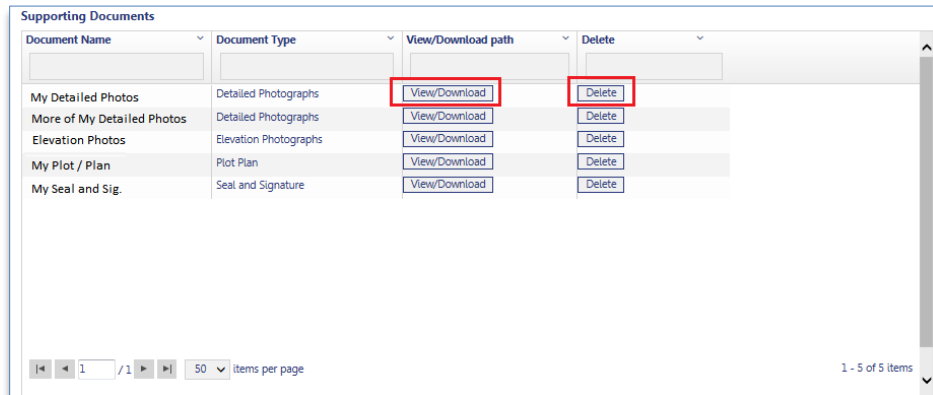 Supporting Documents
Document Name Document Type View/Download path Delete
My Detailed Photos Detailed Photographs View/Download Delete
More of My Detailed Photos Detailed Photographs View/Download Delete
Elevation Photos Elevation Photographs View/Download Delete
My Plot / Plan Plot Plan View/Download Delete
My Seal and Sig. Seal and Signature View/Download Delete
1 / 1 50 items per page 1 - 5 of 5 items